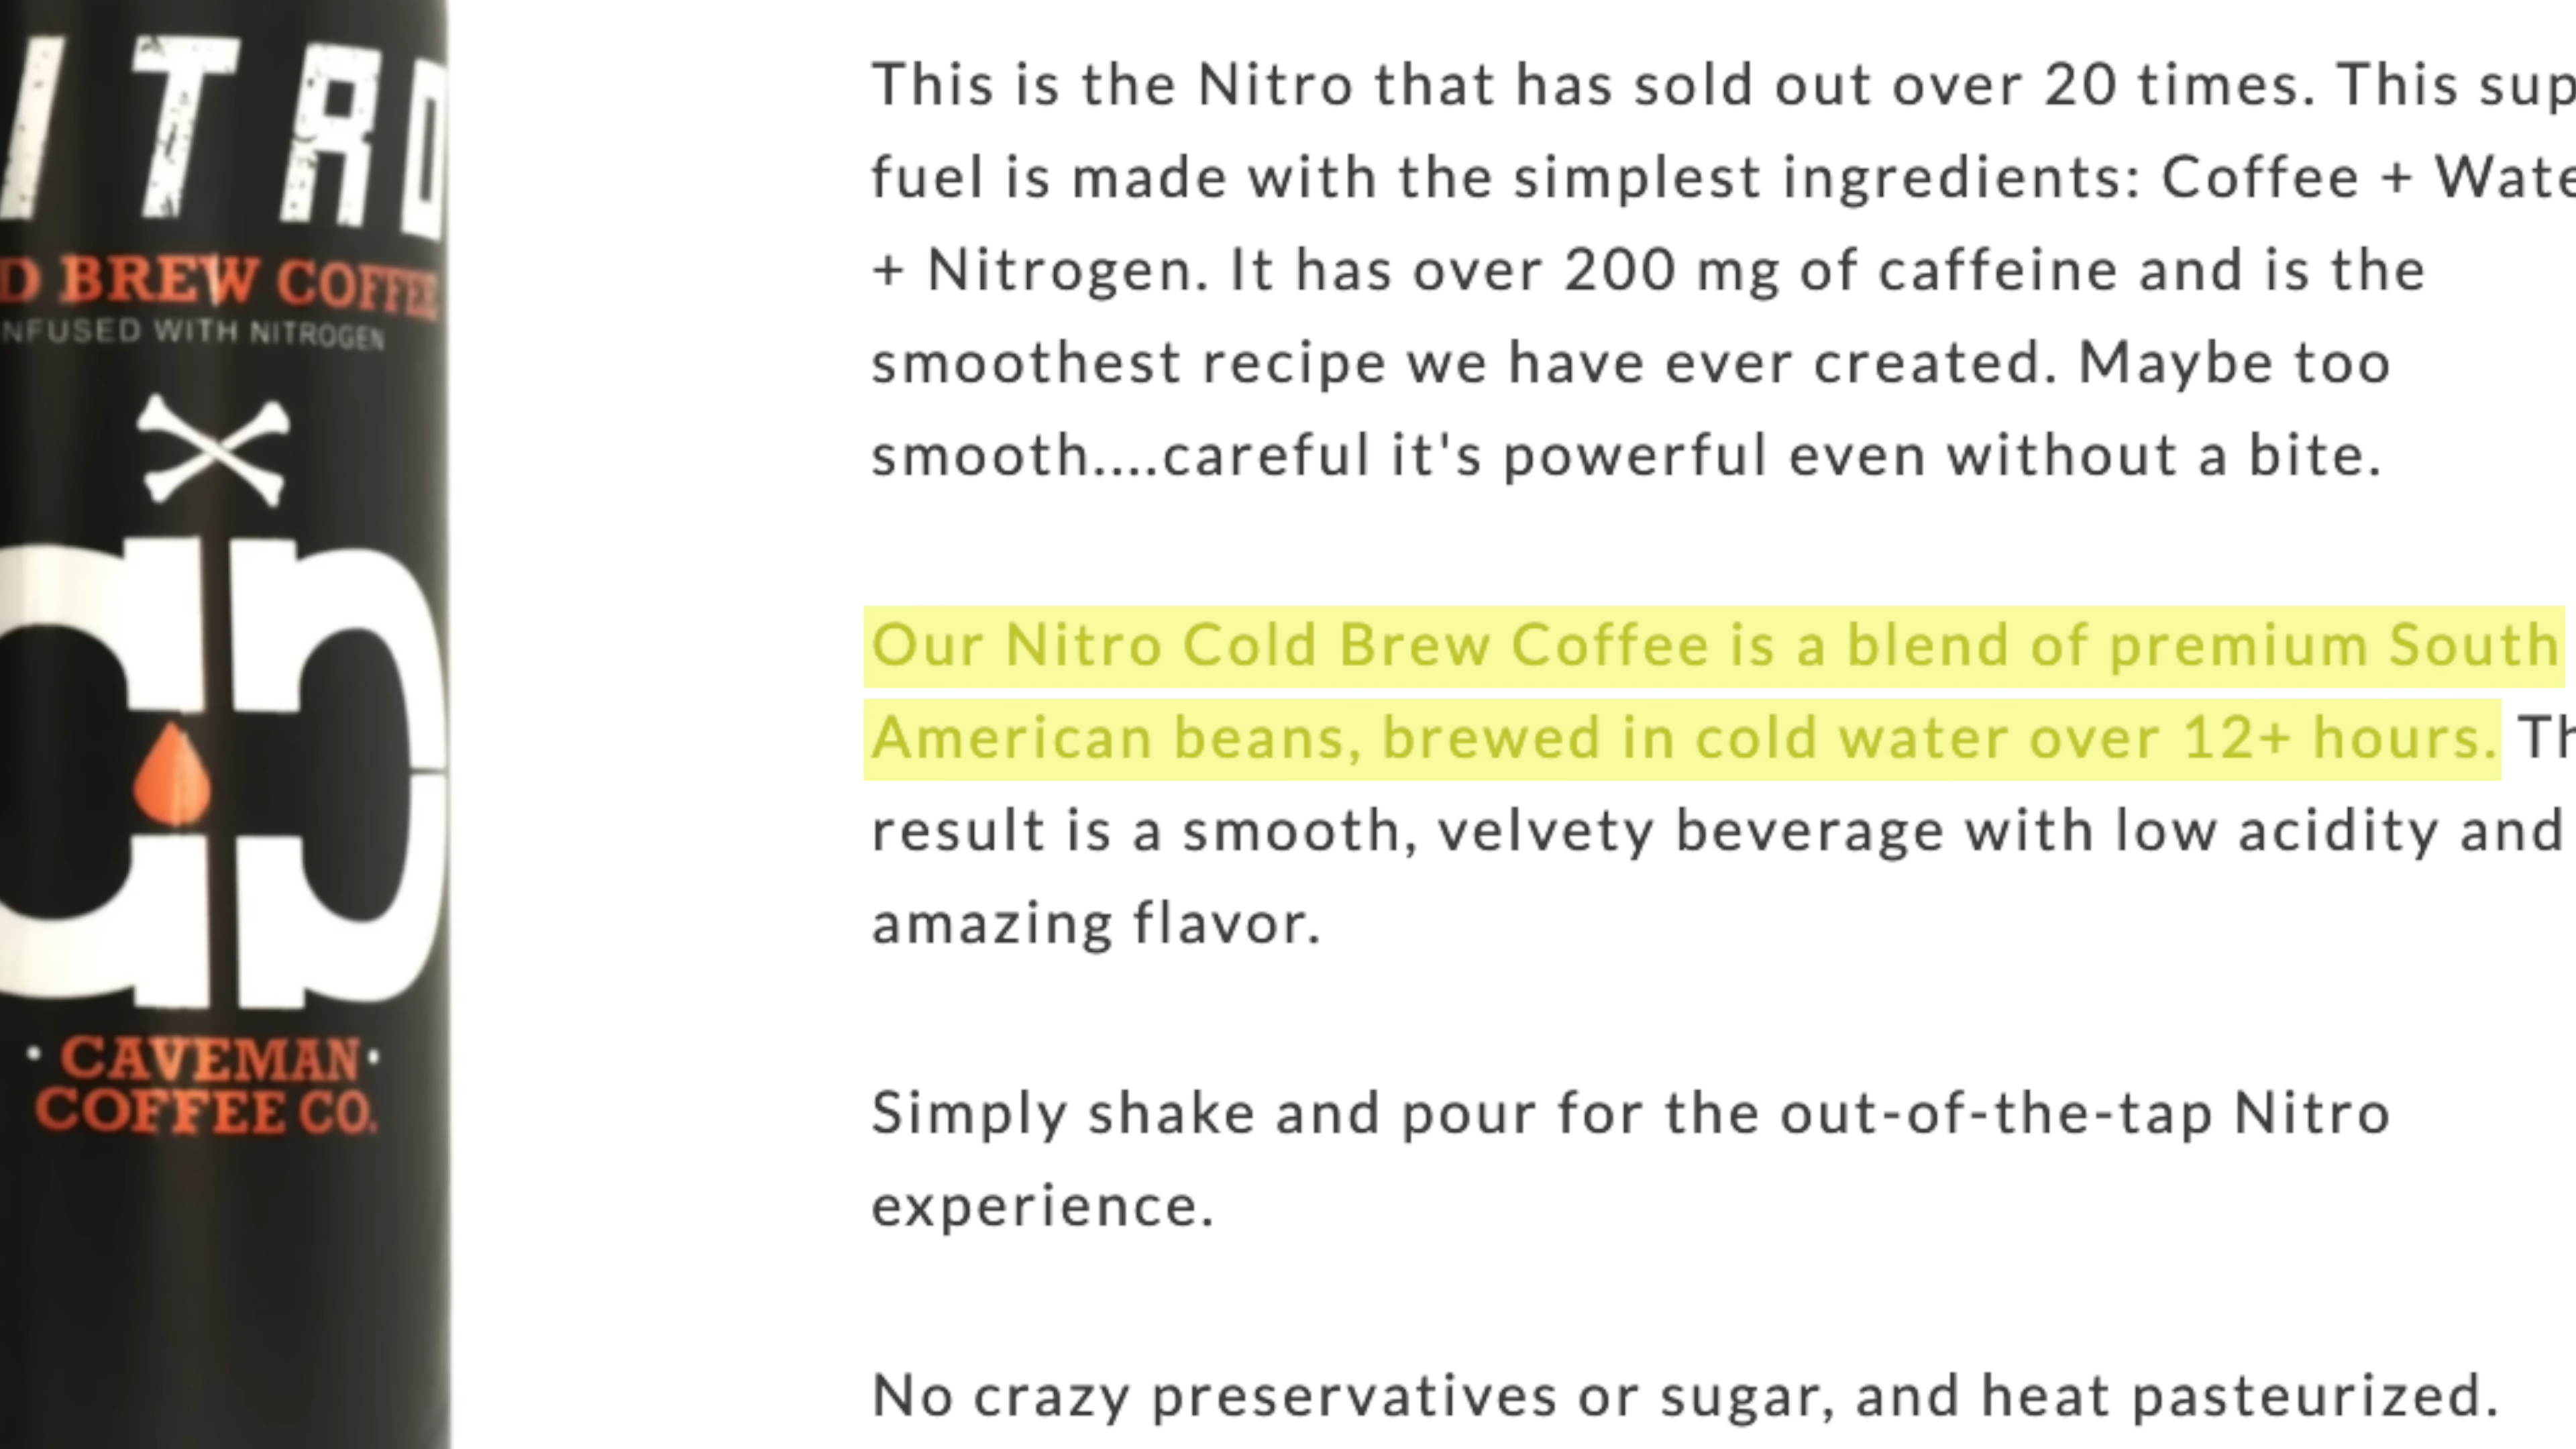 ITRO
D BREW COFFEE
NFUSED WITH NITROGEN
CAVEMAN
COFFEE CO.
This is the Nitro that has sold out over 20 times. This sup
fuel is made with the simplest ingredients: Coffee + Wate
+ Nitrogen. It has over 200 mg of caffeine and is the
smoothest recipe we have ever created. Maybe too
smooth....careful it's powerful even without a bite.
Our Nitro Cold Brew Coffee is a blend of premium South
American beans, brewed in cold water over 12+ hours. Th
result is a smooth, velvety beverage with low acidity and
amazing flavor.
Simply shake and pour for the out-of-the-tap Nitro
experience.
No crazy preservatives or sugar, and heat pasteurized.